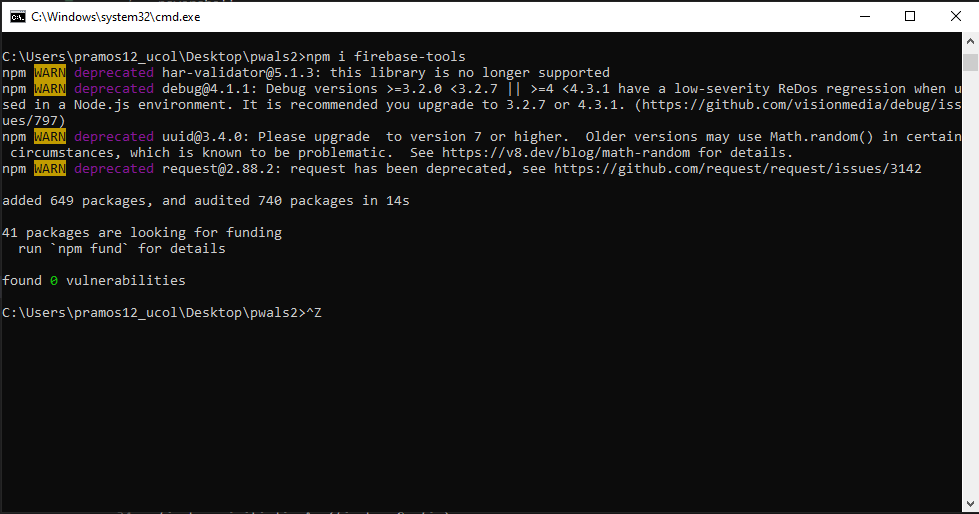 C:\Windows\system32\cmd.exe
C:\Users\pramos12_ucol\Desktop\pwals2>npm i firebase-tools
npm WARN deprecated har-validator@5.1.3: this library is no longer supported
npm WARN deprecated debug@4.1.1: Debug versions >=3.2.0 <3.2.7 || >=4 <4.3.1 have a low-severity ReDos regression when u
sed in a Node.js environment. It is recommended you upgrade to 3.2.7 or 4.3.1. (https://github.com/visionmedia/debug/iss
ues/797)
npm WARN deprecated uuid@3.4.0: Please upgrade  to version 7 or higher.  Older versions may use Math.random() in certain
 circumstances, which is known to be problematic.  See https://v8.dev/blog/math-random for details.
npm WARN deprecated request@2.88.2: request has been deprecated, see https://github.com/request/request/issues/3142
added 649 packages, and audited 740 packages in 14s
41 packages are looking for funding
  run `npm fund` for details
found 0 vulnerabilities
C:\Users\pramos12_ucol\Desktop\pwals2>^Z